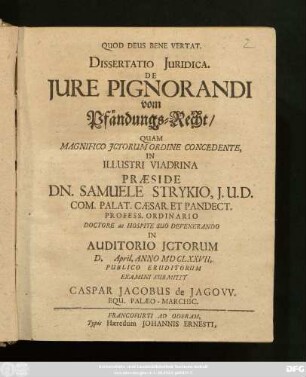 2
QUOD DEUS BENE VERTAT.
DISSERTATIO JURIDICA.
DE
JURE PIGNORANDI
vom
Pfändungs-Recht/
QUAM
MAGNIFICO JCTORUM ORDINE CONCEDENTE,
IN
ILLUSTRI VIADRINA
PRÆSIDE
DN. SAMUELE STRYKIO, J.U.D.
COM. PALAT. CÆSAR. ET PANDECT.
PROFESS. ORDINARIO
DOCTORE ac HOSPITE SUO DEVENERANDO
IN
AUDITORIO JCTORUM
D. April. ANNO MDCLXXVII.
PUBLICO ERUDITORUM
EXAMINI SUBMITIT
CASPAR JACOBUS de JAGOVV.
EQU. PALÆO-MARCHIC.
FRANCOFURTI AD ODERAM,
Typis Hæredum JOHANNIS ERNESTI,